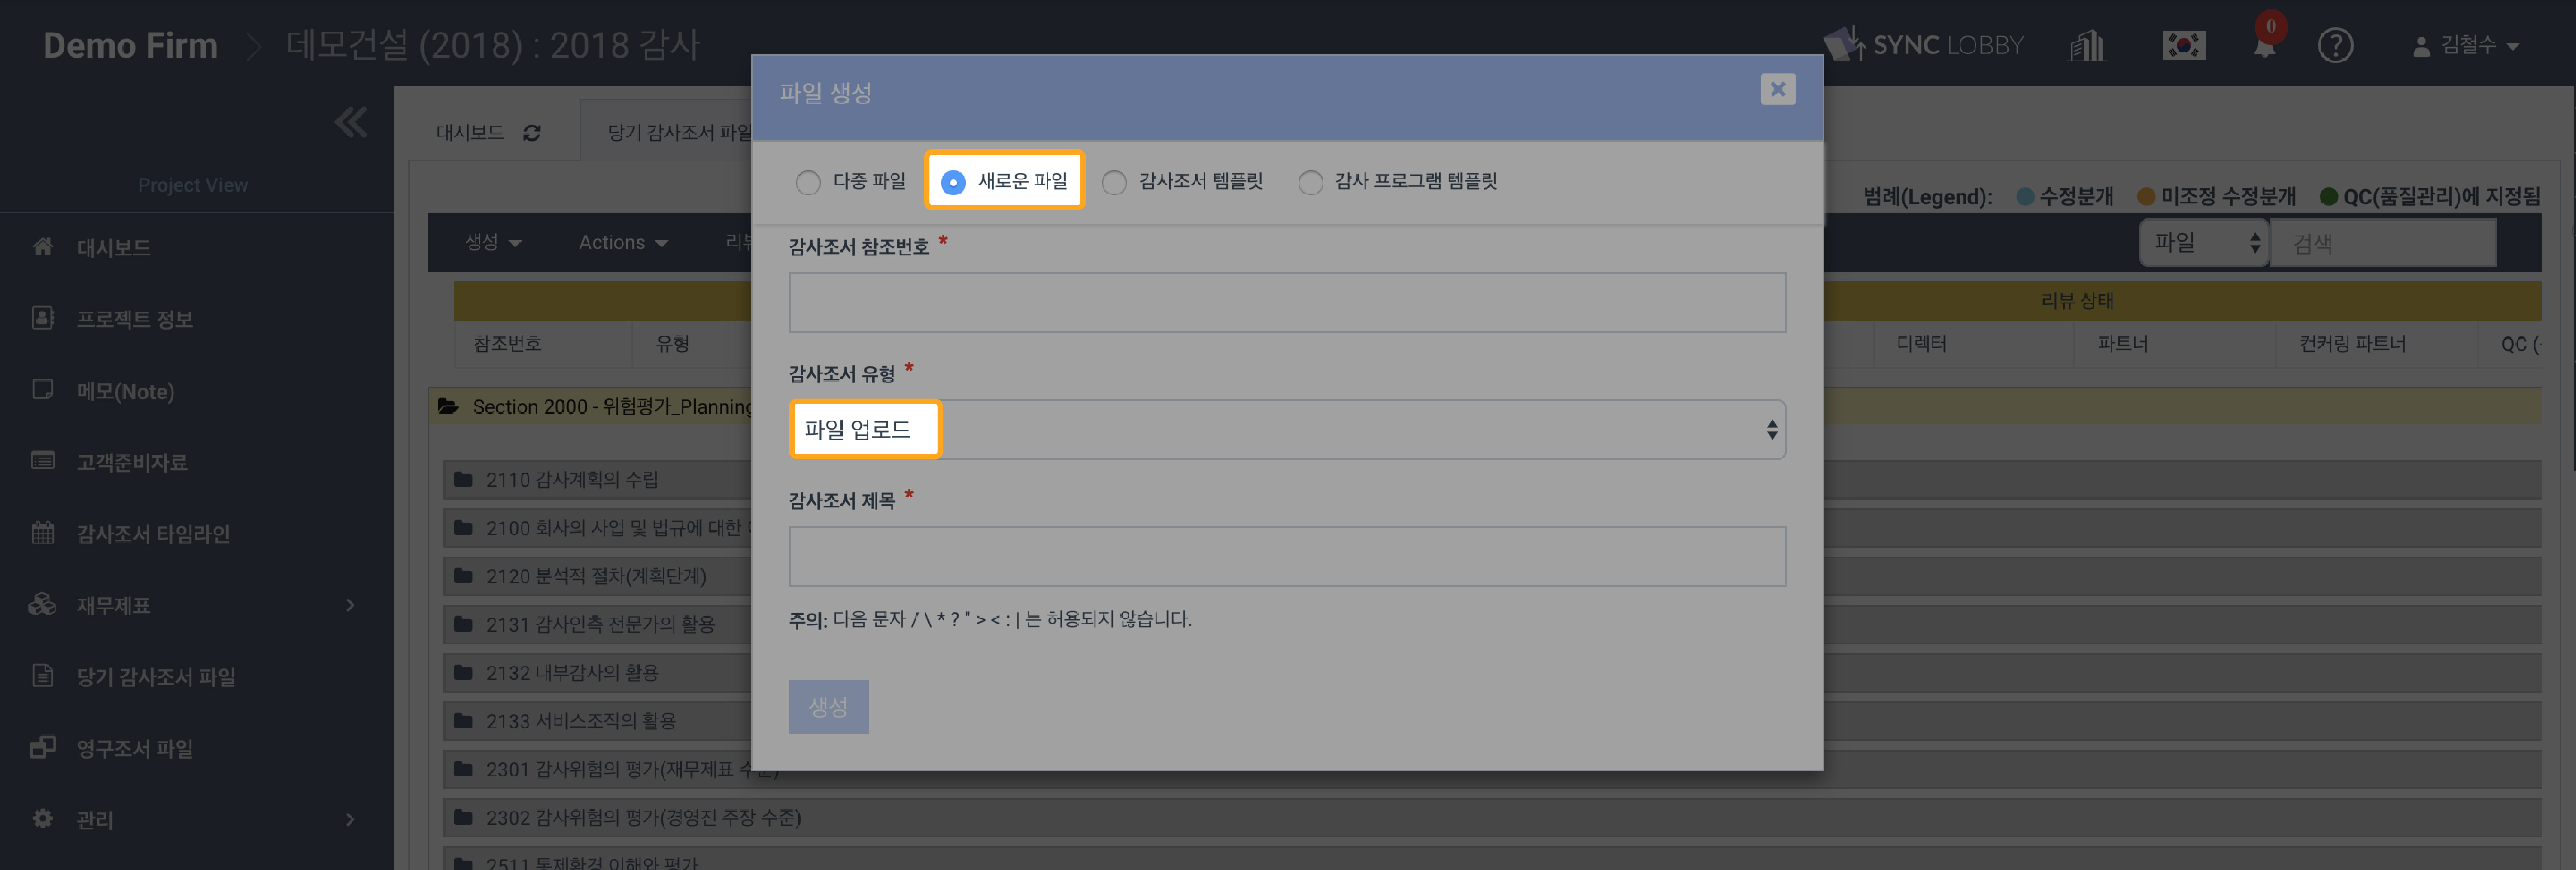 Demo Firm
데모건설 (2018) : 2018 감사
SYNC LOBBY
0
?
김철수
Project View
대시보드
프로젝트 정보
메모(Note)
고객준비자료
감사조서 타임라인
재무제표
당기 감사조서 파일
영구조서 파일
관리
대시보드
당기 감사조서 파일
범례(Legend): 수정분개 미조정 수정분개 QC(품질관리)에 지정됨
생성 Actions
파일 검색
리뷰 상태
참조번호 유형 디렉터 파트너 컨커링 파트너 QC (
Section 2000 - 위험평가_Planning
2110 감사계획의 수립
2100 회사의 사업 및 법규에 대한
2120 분석적 절차(계획단계)
2131 감사인측 전문가의 활용
2132 내부감사의 활용
2133 서비스조직의 활용
2301 감사위험의 평가(재무제표 수준)
2302 감사위험의 평가(경영진 주장 수준)
2511 통제환경 이해와 평가
파일 생성
다중 파일 새로운 파일 감사조서 템플릿 감사 프로그램 템플릿
감사조서 참조번호 *
감사조서 유형 *
파일 업로드
감사조서 제목 *
주의: 다음 문자 / \ * ? " > < : | 는 허용되지 않습니다.
생성